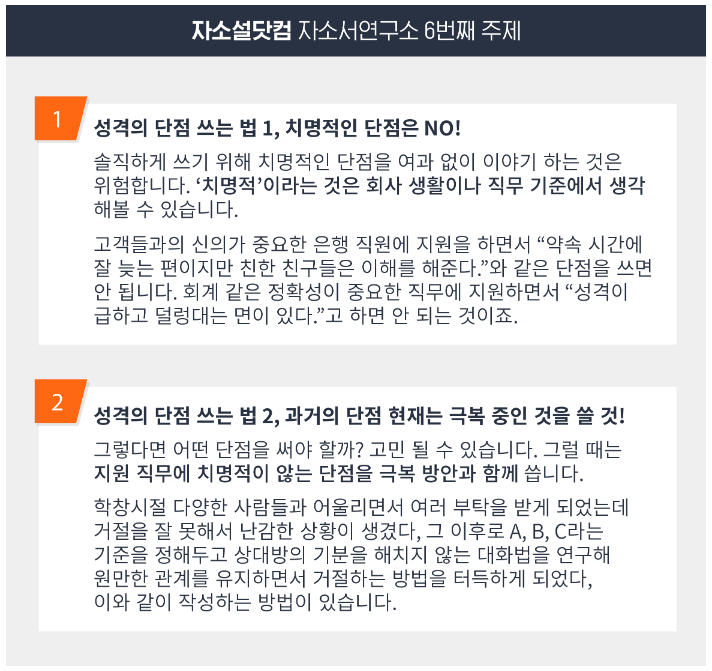 자소설닷컴 자소서연구소 6번째 주제
1
성격의 단점 쓰는 법 1, 치명적인 단점은 NO!
솔직하게 쓰기 위해 치명적인 단점을 여과 없이 이야기 하는 것은
위험합니다. ‘치명적’이라는 것은 회사 생활이나 직무 기준에서 생각
해볼 수 있습니다.
고객들과의 신의가 중요한 은행 직원에 지원을 하면서 “약속 시간에
잘 늦는 편이지만 친한 친구들은 이해를 해준다.”와 같은 단점을 쓰면
안 됩니다. 회계 같은 정확성이 중요한 직무에 지원하면서 “성격이
급하고 덜렁대는 면이 있다.”고 하면 안 되는 것이죠.
2
성격의 단점 쓰는 법 2, 과거의 단점 현재는 극복 중인 것을 쓸 것!
그렇다면 어떤 단점을 써야 할까? 고민 될 수 있습니다. 그럴 때는
지원 직무에 치명적이 않는 단점을 극복 방안과 함께 씁니다.
학창시절 다양한 사람들과 어울리면서 여러 부탁을 받게 되었는데
거절을 잘 못해서 난감한 상황이 생겼다, 그 이후로 A, B, C라는
기준을 정해두고 상대방의 기분을 해치지 않는 대화법을 연구해
원만한 관계를 유지하면서 거절하는 방법을 터득하게 되었다,
이와 같이 작성하는 방법이 있습니다.